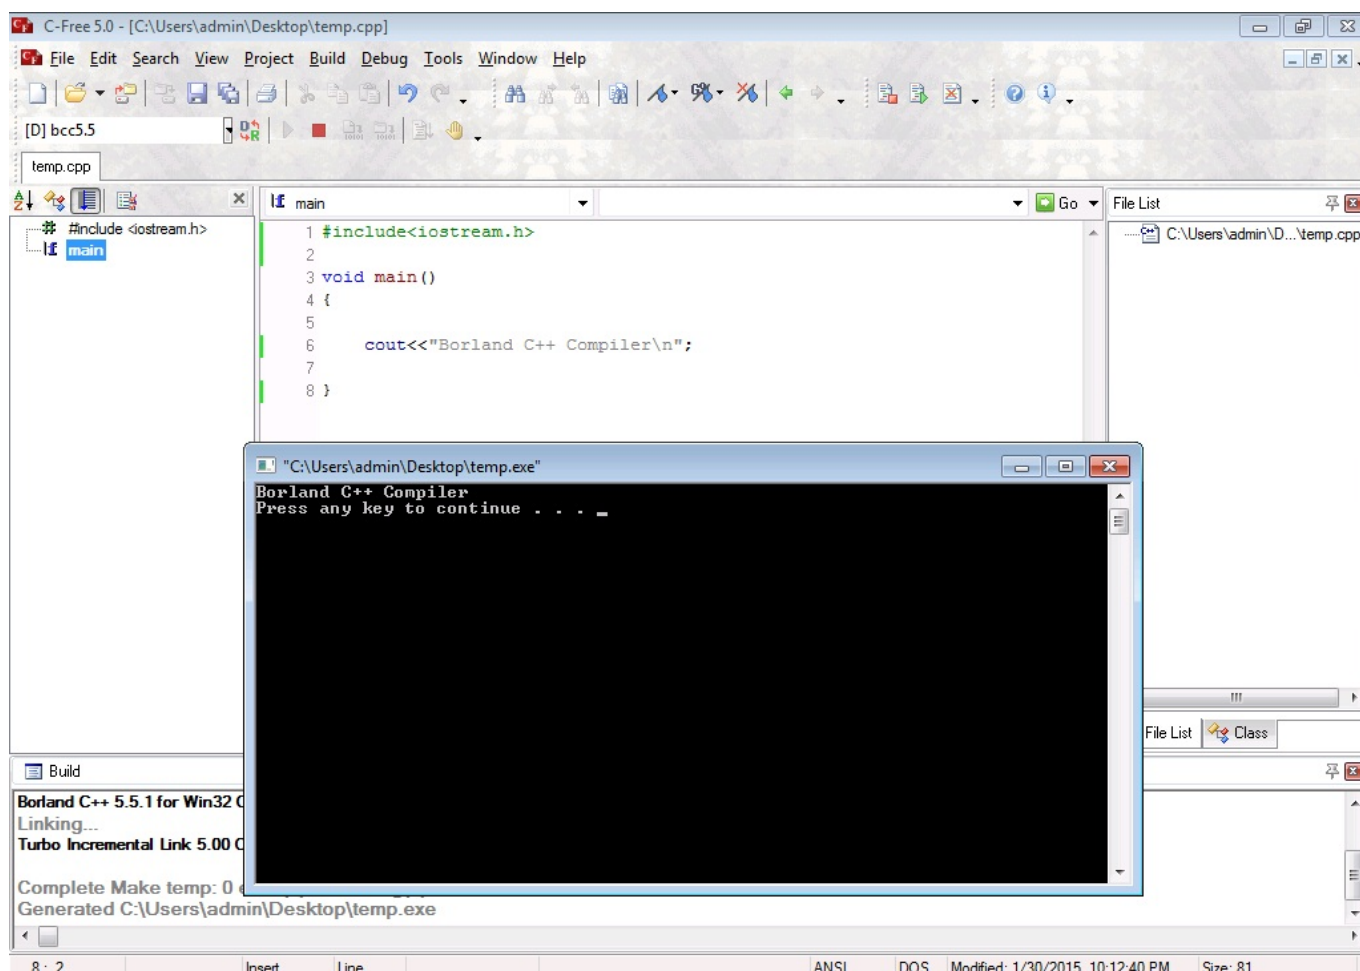 C-Free 5.0 - [C:\Users\admin\Desktop\temp.cpp]
File Edit Search View Project Build Debug Tools Window Help
[D] bcc5.5
temp.cpp
main
Go
File List
#include <iostream.h>
main
1 #include<iostream.h>
2
3 void main()
4 {
5
6 cout<<"Borland C++ Compiler\n";
7
8 }
C:\Users\admin\D...\temp.cpp
"C:\Users\admin\Desktop\temp.exe"
Borland C++ Compiler
Press any key to continue . . . _
File List Class
Build
Borland C++ 5.5.1 for Win32
Linking...
Turbo Incremental Link 5.00
Complete Make temp: 0
Generated C:\Users\admin\Desktop\temp.exe
8 : 2 Insert Line ANSI DOS Modified: 1/30/2015, 10:12:40 PM Size: 81